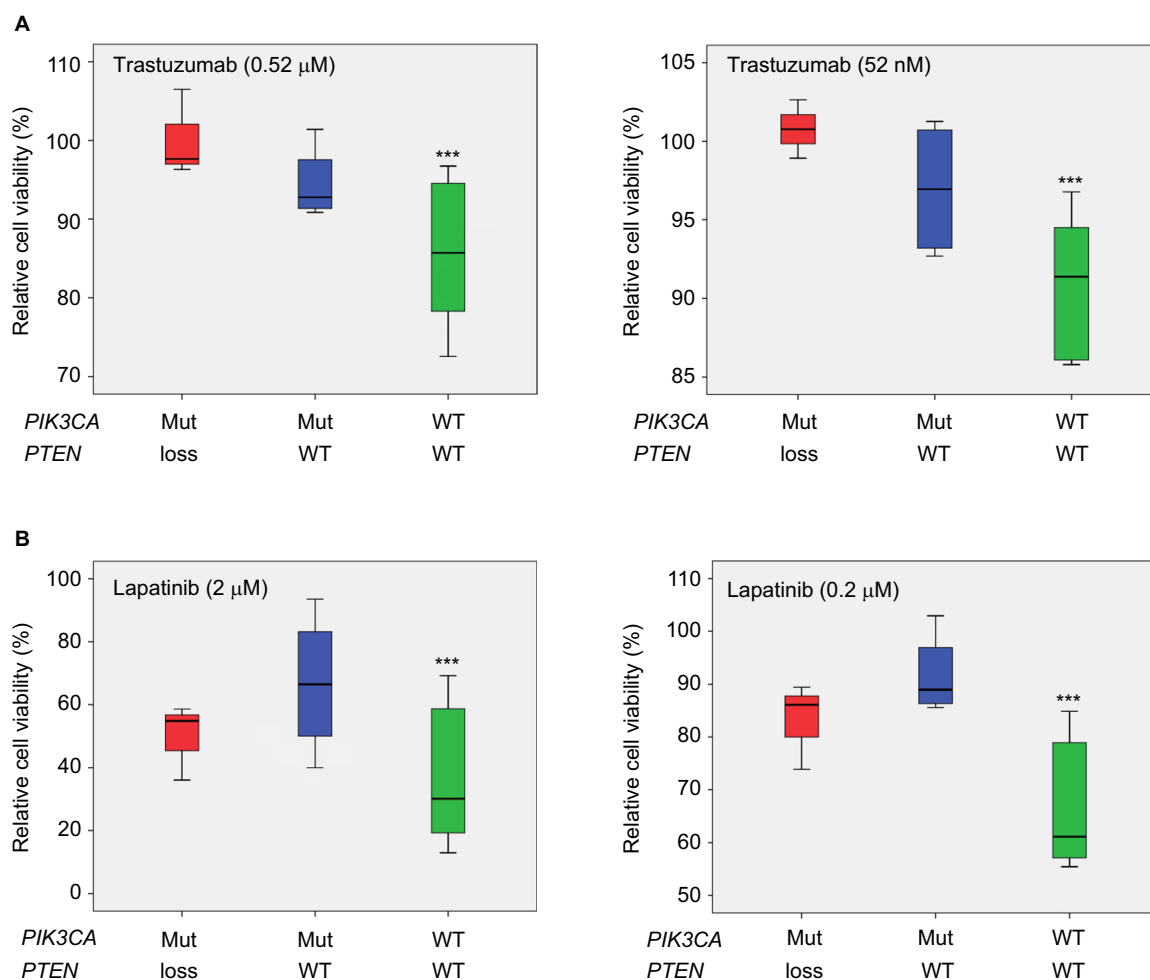 A
Trastuzumab (0.52 μM)
Relative cell viability (%)
110
100
90
80
70
***
PIK3CA Mut Mut WT
PTEN loss WT WT
Trastuzumab (52 nM)
Relative cell viability (%)
105
100
95
90
85
***
PIK3CA Mut Mut WT
PTEN loss WT WT
B
Lapatinib (2 μM)
Relative cell viability (%)
100
80
60
40
20
0
***
PIK3CA Mut Mut WT
PTEN loss WT WT
Lapatinib (0.2 μM)
Relative cell viability (%)
110
100
90
80
70
60
50
***
PIK3CA Mut Mut WT
PTEN loss WT WT